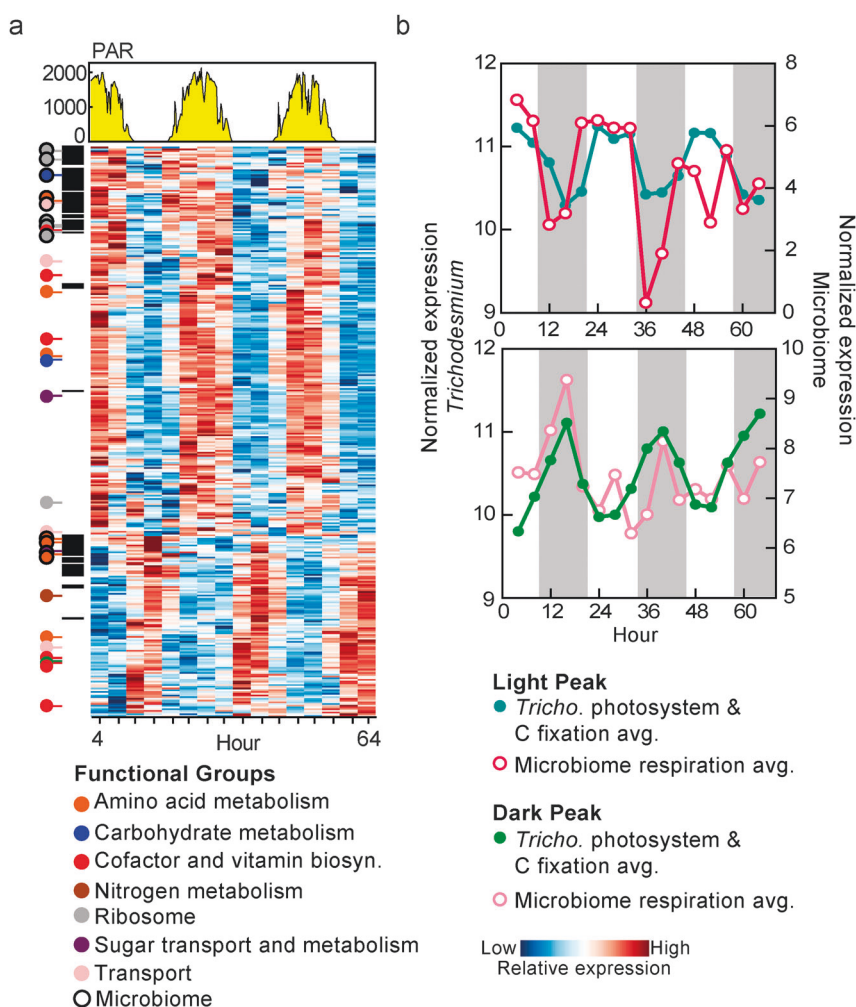 a
PAR
2000
1000
0
4
Hour
64
Functional Groups
Amino acid metabolism
Carbohydrate metabolism
Cofactor and vitamin biosyn.
Nitrogen metabolism
Ribosome
Sugar transport and metabolism
Transport
Microbiome
b
12
11
10
9
8
6
4
2
0
0
12
24
36
48
60
Normalized expression
Trichodesmium
Normalized expression
Microbiome
12
11
10
9
10
9
8
7
6
5
0
12
24
36
48
60
Hour
Light Peak
Tricho. photosystem &
C fixation avg.
Microbiome respiration avg.
Dark Peak
Tricho. photosystem &
C fixation avg.
Microbiome respiration avg.
Low
High
Relative expression